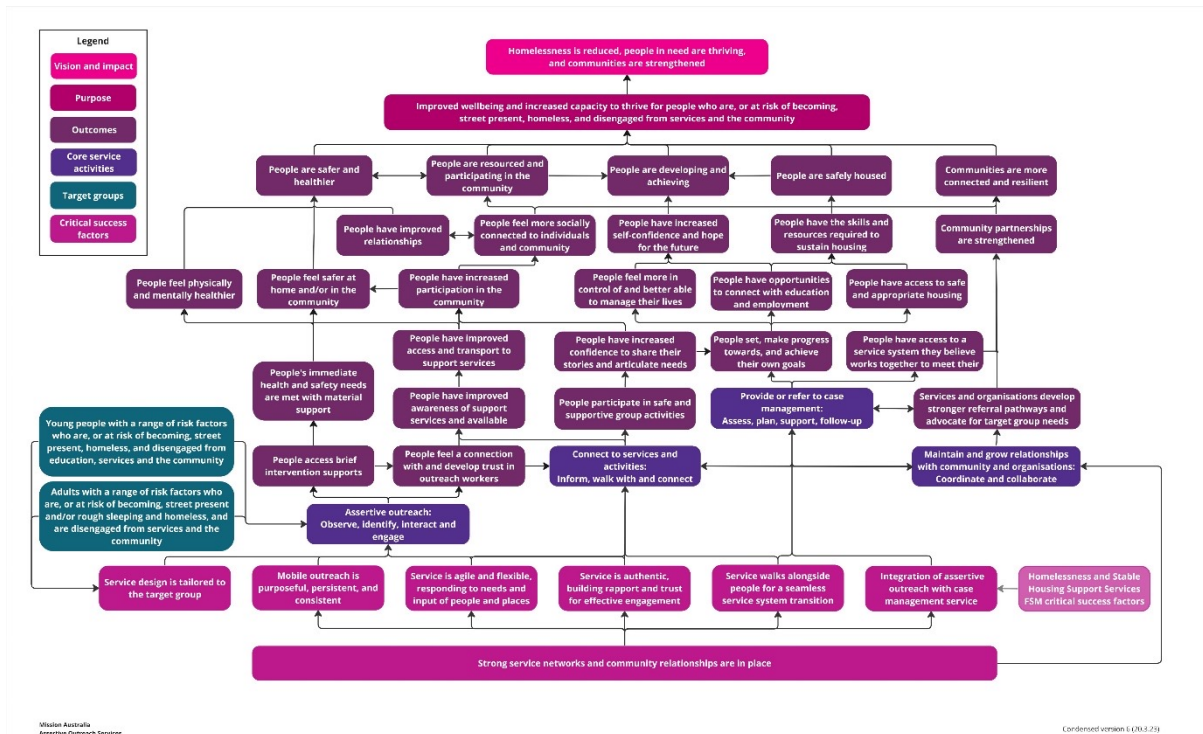 Legend
Vision and impact
Purpose
Outcomes
Core service
activities
Target groups
Critical success
factors
Homelessness is reduced, people in need are thriving,
and communities are strengthened
Improved wellbeing and increased capacity to thrive for people who are, or at risk of becoming,
street present, homeless, and disengaged from services and the community
People are safer and
healthier
People are resourced and
participating in the
community
People are developing and
achieving
People are safely housed
Communities are more
connected and resilient
People have improved
relationships
People feel more socially
connected to individuals
and community
People have increased
self-confidence and hope
for the future
People have the skills and
resources required to
sustain housing
Community partnerships
are strengthened
People feel physically
and mentally healthier
People feel safer at
home and/or in the
community
People have increased
participation in the
community
People feel more in
control of and better able
to manage their lives
People have opportunities
to connect with education
and employment
People have access to safe
and appropriate housing
People's immediate
health and safety needs
are met with material
support
People have improved
access and transport to
support services
People have increased
confidence to share their
stories and articulate needs
People set, make progress
towards, and achieve
their own goals
People have access to a
service system they believe
works together to meet their
People have improved
awareness of support
services and available
People participate in safe and
supportive group activities
Provide or refer to case
management:
Assess, plan, support, follow-up
Services and organisations develop
stronger referral pathways and
advocate for target group needs
Young people with a range of risk factors
who are, or at risk of becoming, street
present, homeless, and disengaged from
education, services and the community
People access brief
intervention supports
People feel a connection
with and develop trust in
outreach workers
Connect to services and
activities:
Inform, walk with and connect
Maintain and grow relationships
with community and organisations:
Coordinate and collaborate
Adults with a range of risk factors who
are, or at risk of becoming, street present
and/or rough sleeping and homeless, and
are disengaged from services and the
community
Assertive outreach:
Observe, identify, interact and
engage
Service design is tailored to
the target group
Mobile outreach is
purposeful, persistent, and
consistent
Service is agile and flexible,
responding to needs and
input of people and places
Service is authentic,
building rapport and trust
for effective engagement
Service walks alongside
people for a seamless
service system transition
Integration of assertive
outreach with case
management service
Homelessness and Stable
Housing Support Services
FSM critical success factors
Strong service networks and community relationships are in place
Mission Australia
Assertive Outreach Services
Condensed version 6 (20.3.23)